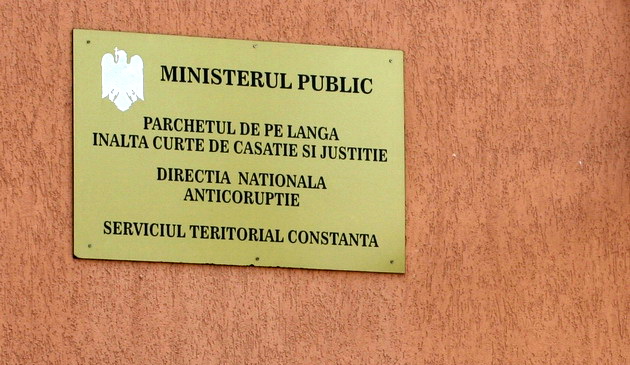 MINISTERUL PUBLIC
PARCHETUL DE PE LANGA
INALTA CURTE DE CASATIE SI JUSTITIE
DIRECTIA NATIONALA
ANTICORUPTIE
SERVICIUL TERITORIAL CONSTANTA